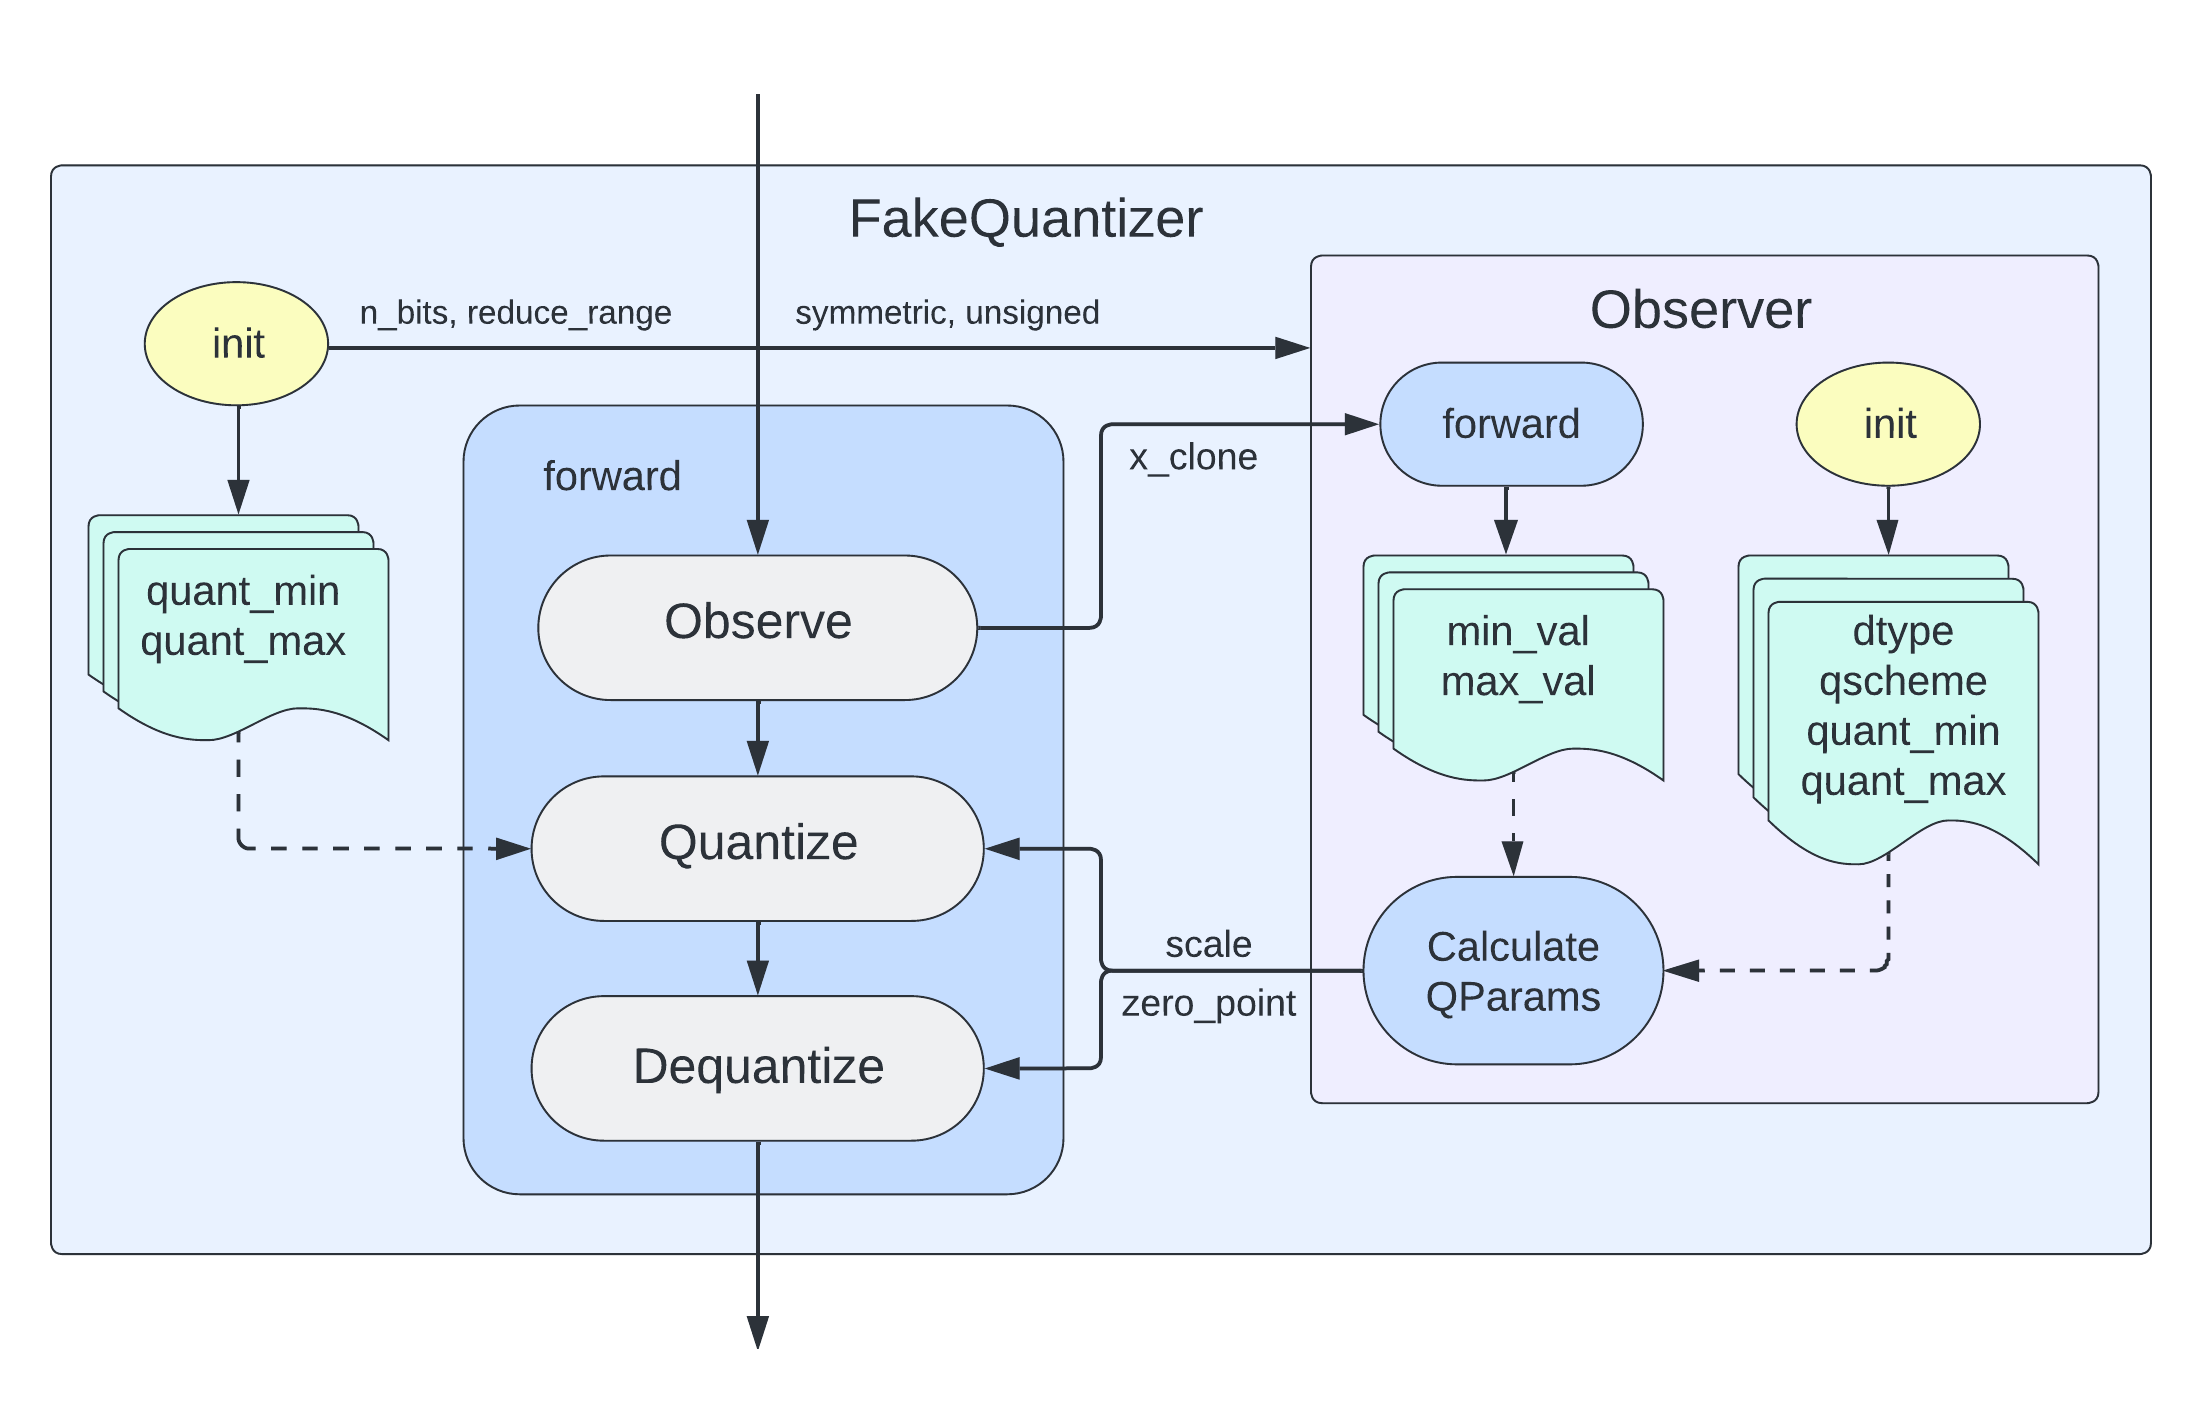 FakeQuantizer
init
n_bits, reduce_range
symmetric, unsigned
Observer
forward
init
x_clone
forward
quant_min
quant_max
Observe
min_val
max_val
dtype
qscheme
quant_min
quant_max
Quantize
scale
zero_point
Calculate
QParams
Dequantize